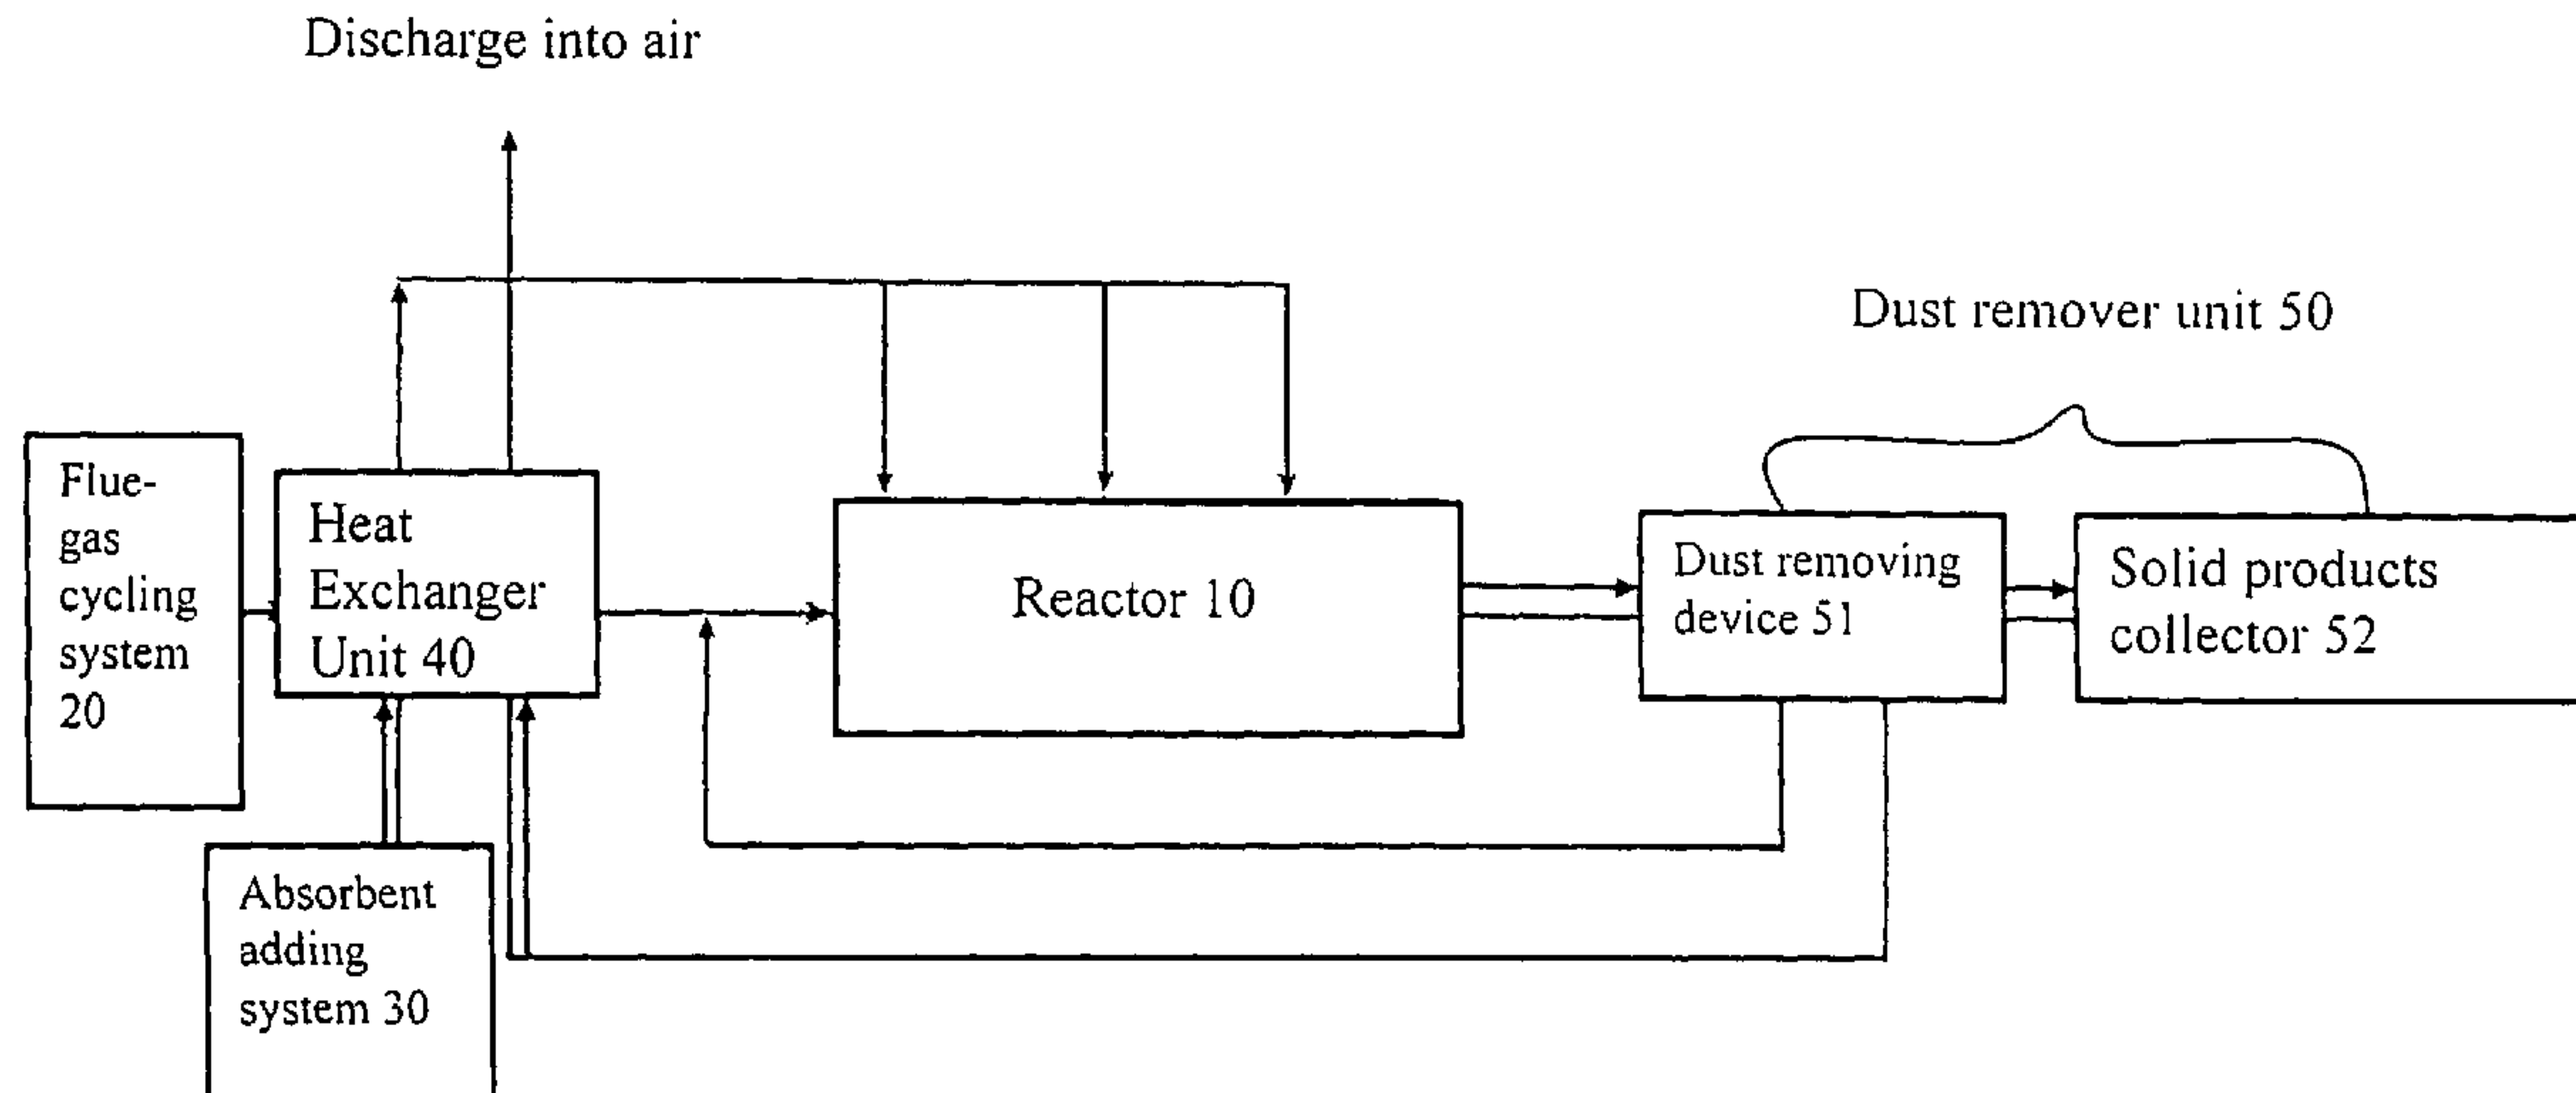 Discharge into air
Dust remover unit 50
Flue-
gas
cycling
system
20
Heat
Exchanger
Unit 40
Reactor 10
Dust removing
device 51
Solid products
collector 52
Absorbent
adding
system 30